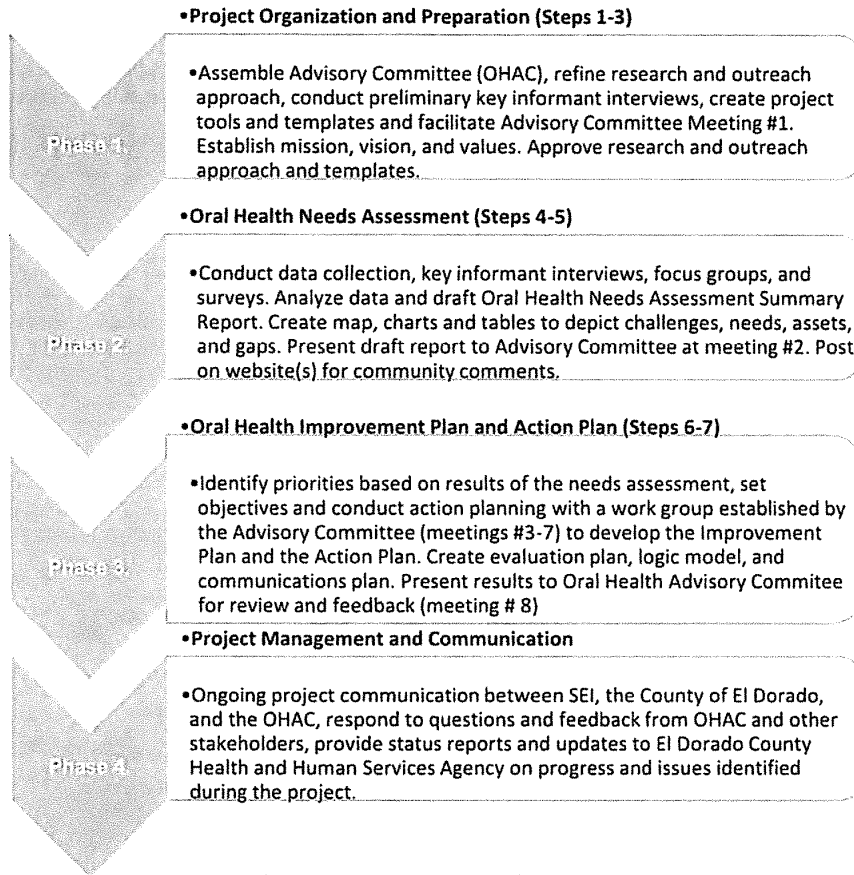 •Project Organization and Preparation (Steps 1-3)
Phase 1.
•Assemble Advisory Committee (OHAC), refine research and outreach
approach, conduct preliminary key informant interviews, create project
tools and templates and facilitate Advisory Committee Meeting #1.
Establish mission, vision, and values. Approve research and outreach
approach and templates.
•Oral Health Needs Assessment (Steps 4-5)
Phase 2.
•Conduct data collection, key informant interviews, focus groups, and
surveys. Analyze data and draft Oral Health Needs Assessment Summary
Report. Create map, charts and tables to depict challenges, needs, assets,
and gaps. Present draft report to Advisory Committee at meeting #2. Post
on website(s) for community comments.
•Oral Health Improvement Plan and Action Plan (Steps 6-7)
Phase 3.
•Identify priorities based on results of the needs assessment, set
objectives and conduct action planning with a work group established by
the Advisory Committee (meetings #3-7) to develop the Improvement
Plan and the Action Plan. Create evaluation plan, logic model, and
communications plan. Present results to Oral Health Advisory Commitee
for review and feedback (meeting # 8)
•Project Management and Communication
Phase 4.
•Ongoing project communication between SEI, the County of El Dorado,
and the OHAC, respond to questions and feedback from OHAC and other
stakeholders, provide status reports and updates to El Dorado County
Health and Human Services Agency on progress and issues identified
during the project.